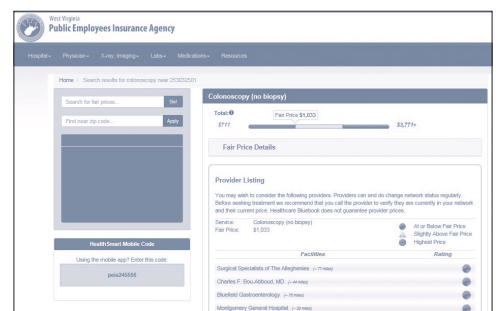 West Virginia
Public Employees Insurance Agency
Hospital Physician X-ray, Imaging Labs Medications Resources
Home / Search results for colonoscopy near 253032501
Search for fair prices... Go!
Find near zip code... Apply
HealthSmart Mobile Code
Using the mobile app? Enter this code:
Colonoscopy (no biopsy)
Total:
Fair Price $1,033
$777 $3,771+
Fair Price Details
Provider Listing
You may wish to consider the following providers. Providers can and do change network status regularly.
Before seeking treatment we recommend that you call the provider to verify they are currently in your network
and their current price. Healthcare Bluebook does not guarantee provider prices.
Service: Colonoscopy (no biopsy)
Fair Price: $1,033
At or Below Fair Price
Slightly Above Fair Price
Highest Price
Facilities Rating
Surgical Specialists of The Alleghenies
Charles F. Bou-Abboud, MD
Bluefield Gastroenterology
Montgomery General Hospital